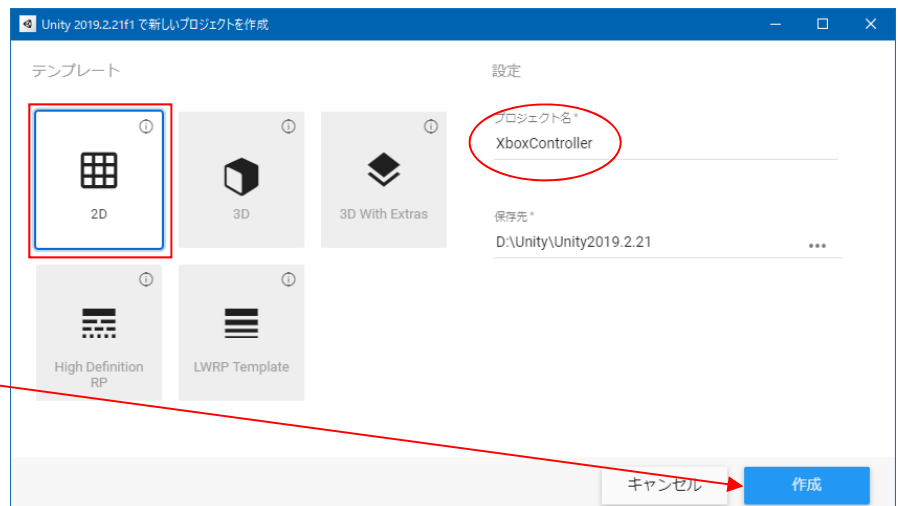 Unity 2019.2.21f1 で新しいプロジェクトを作成
テンプレート
設定
2D
3D
3D With Extras
High Definition
RP
LWRP Template
プロジェクト名*
XboxController
保存先*
D:\Unity\Unity2019.2.21
...
キャンセル
作成